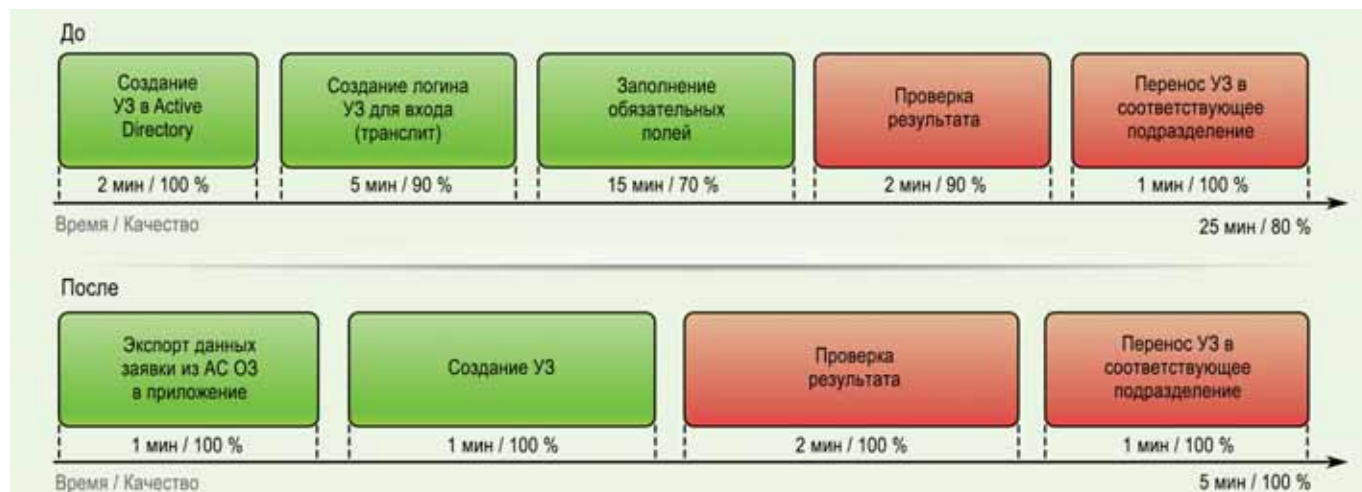 До
Создание
УЗ в Active
Directory
Создание логина
УЗ для входа
(транслит)
Заполнение
обязательных
полей
Проверка
результата
Перенос УЗ в
соответствующее
подразделение
2 мин / 100 %
5 мин / 90 %
15 мин / 70 %
2 мин / 90 %
1 мин / 100 %
Время / Качество
25 мин / 80 %
После
Экспорт данных
заявки из АС ОЗ
в приложение
Создание УЗ
Проверка
результата
Перенос УЗ в
соответствующее
подразделение
1 мин / 100 %
1 мин / 100 %
2 мин / 100 %
1 мин / 100 %
Время / Качество
5 мин / 100 %